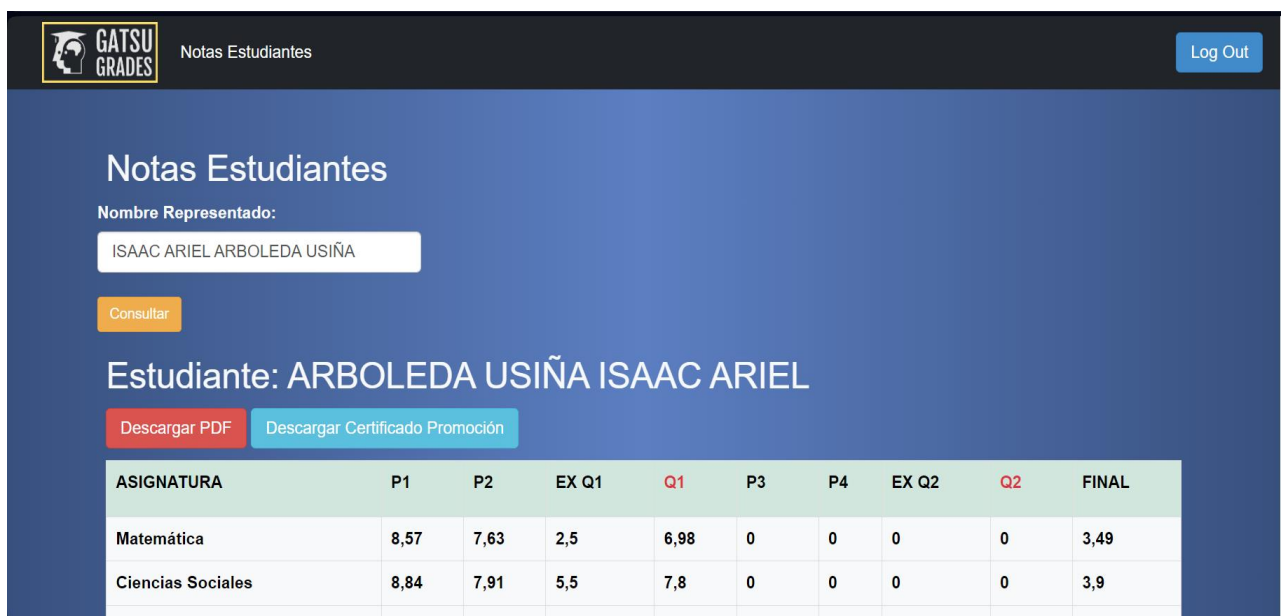 GATSU
GRADES
Notas Estudiantes
Log Out
Notas Estudiantes
Nombre Representado:
ISAAC ARIEL ARBOLEDA USIÑA
Consultar
Estudiante: ARBOLEDA USIÑA ISAAC ARIEL
Descargar PDF Descargar Certificado Promoción
ASIGNATURA P1 P2 EX Q1 Q1 P3 P4 EX Q2 Q2 FINAL
Matemática 8,57 7,63 2,5 6,98 0 0 0 0 3,49
Ciencias Sociales 8,84 7,91 5,5 7,8 0 0 0 0 3,9